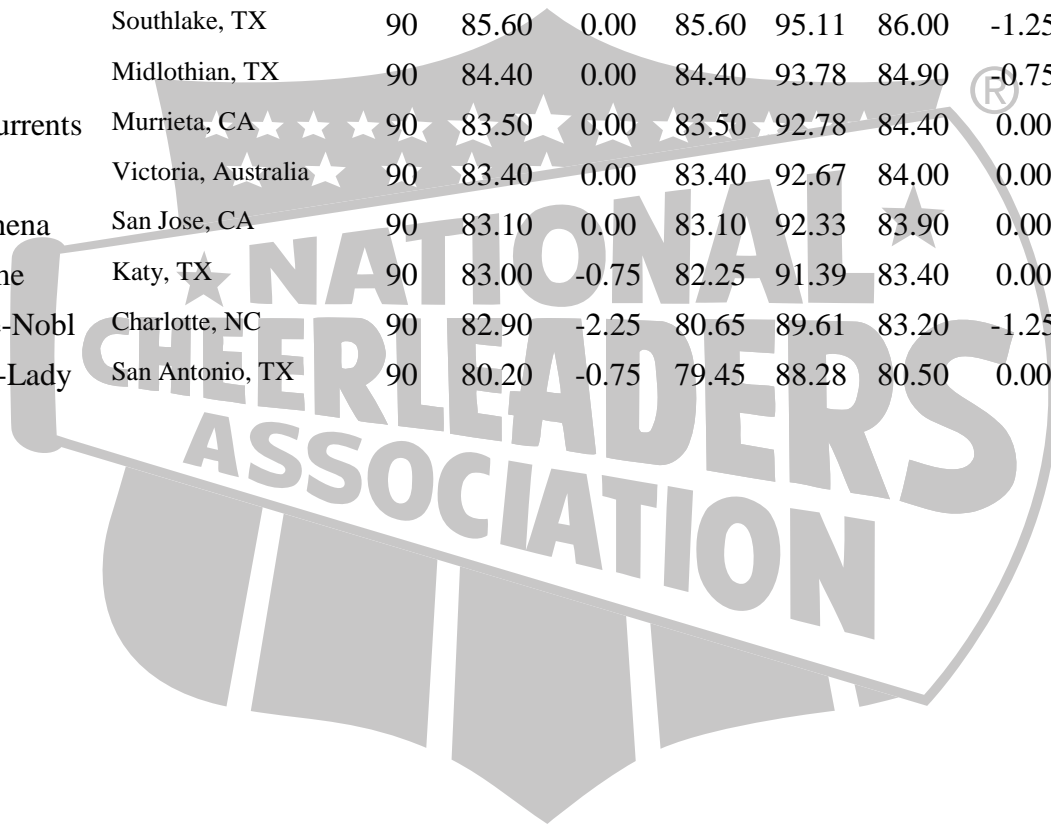 Southlake, TX 90 85.60 0.00 85.60 95.11 86.00 -1.25
Midlothian, TX 90 84.40 0.00 84.40 93.78 84.90 -0.75
urrents Murrieta, CA 90 83.50 0.00 83.50 92.78 84.40 0.00
Victoria, Australia 90 83.40 0.00 83.40 92.67 84.00 0.00
nena San Jose, CA 90 83.10 0.00 83.10 92.33 83.90 0.00
ne Katy, TX 90 83.00 -0.75 82.25 91.39 83.40 0.00
-Nobl Charlotte, NC 90 82.90 -2.25 80.65 89.61 83.20 -1.25
-Lady San Antonio, TX 90 80.20 -0.75 79.45 88.28 80.50 0.00
®
NATIONAL
CHEERLEADERS
ASSOCIATION